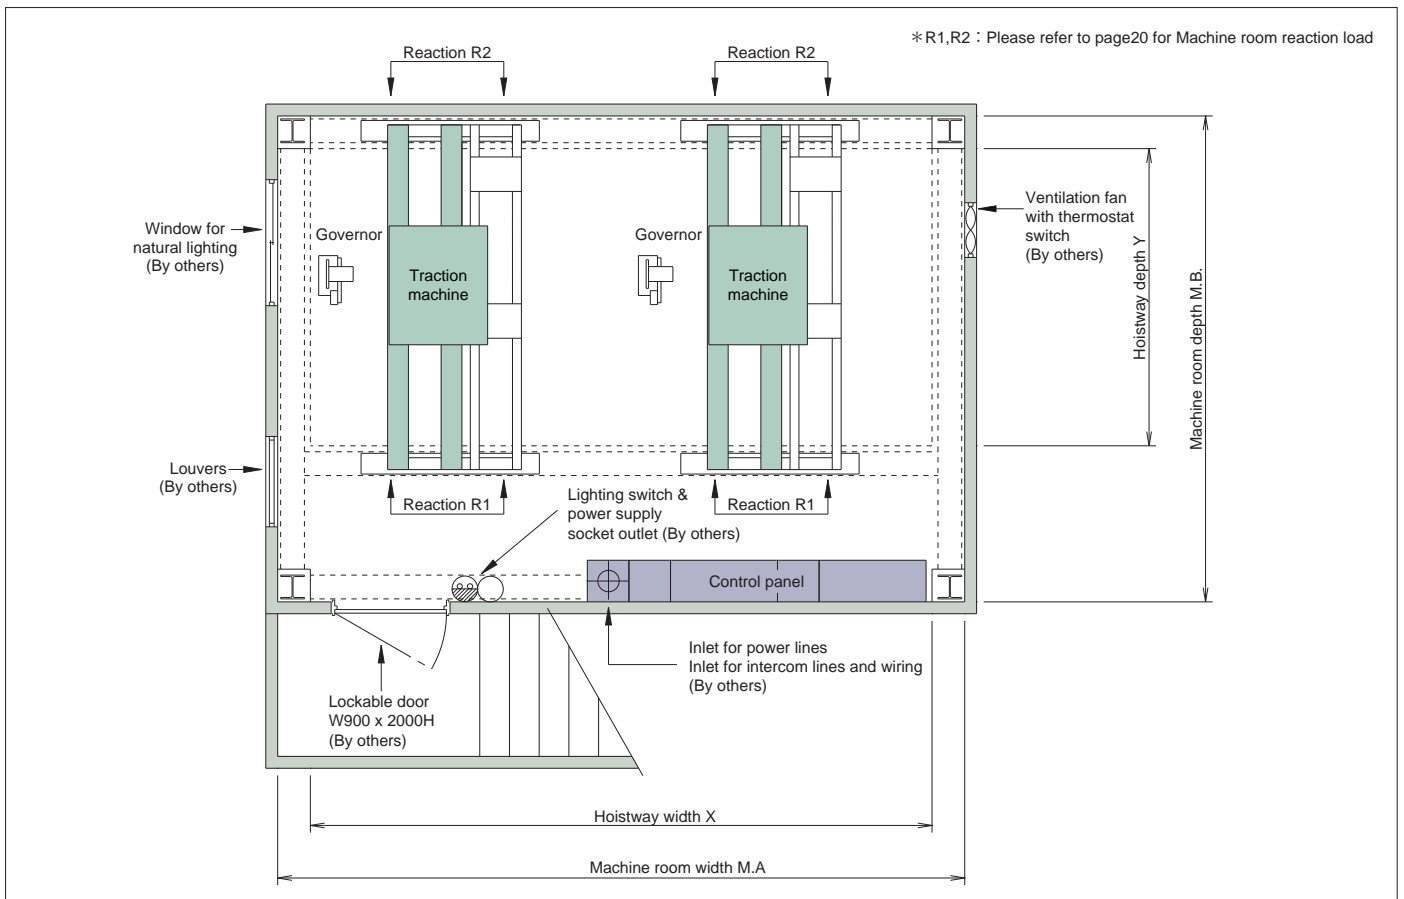 ＊R1,R2：Please refer to page20 for Machine room reaction load
Reaction R2
Reaction R2
Window for
natural lighting
(By others)
Governor
Traction
machine
Governor
Traction
machine
Ventilation fan
with thermostat
switch
(By others)
Hoistway depth Y
Machine room depth M.B.
Louvers
(By others)
Reaction R1
Lighting switch &
power supply
socket outlet (By others)
Reaction R1
Control panel
Inlet for power lines
Inlet for intercom lines and wiring
(By others)
Lockable door
W900 x 2000H
(By others)
Hoistway width X
Machine room width M.A